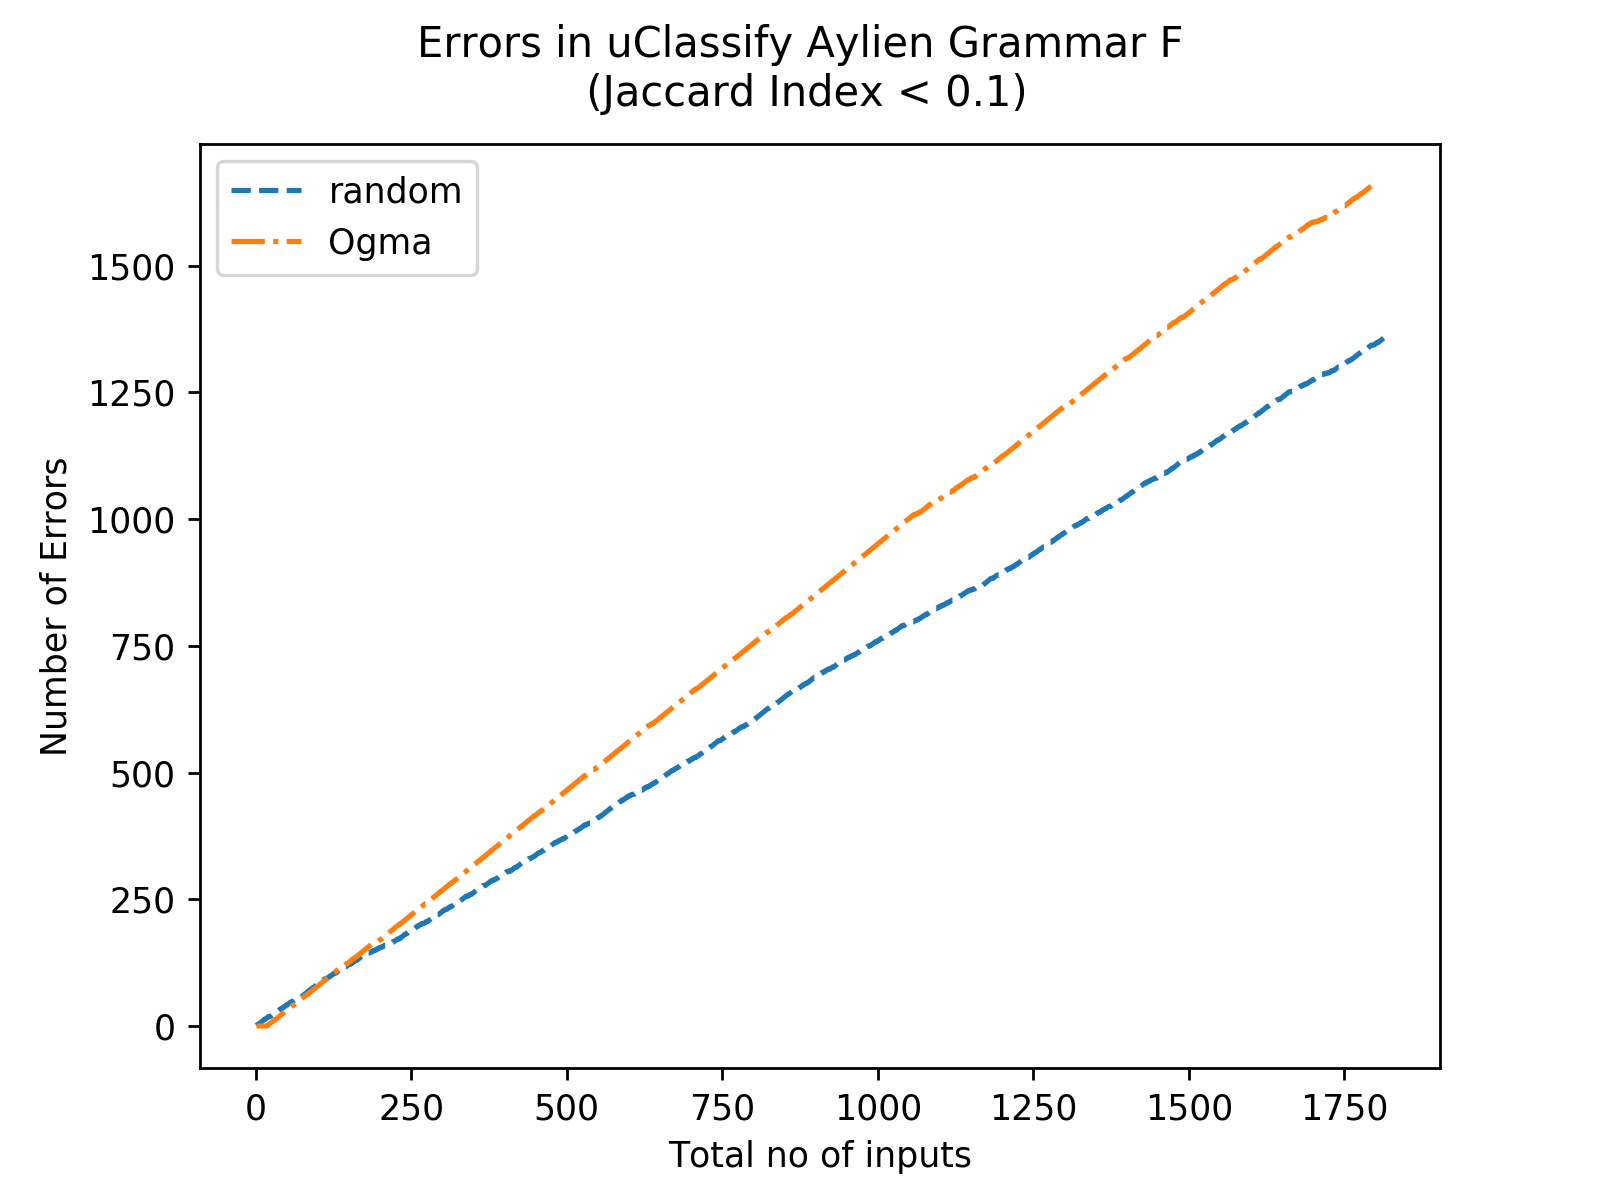 Errors in uClassify Aylien Grammar F
(Jaccard Index < 0.1)
random
Ogma
Number of Errors
1500
1250
1000
750
500
250
0
0 250 500 750 1000 1250 1500 1750
Total no of inputs